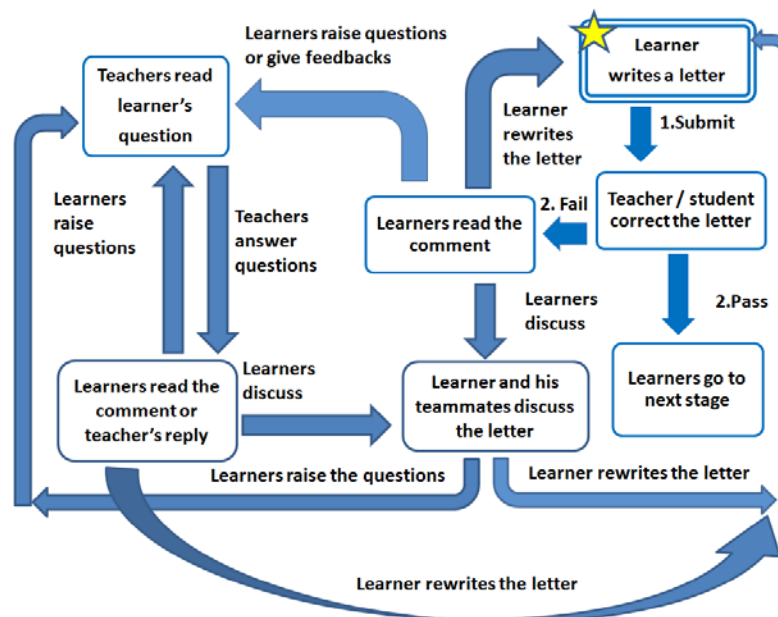 Learners raise questions
or give feedbacks
Learner
writes a letter
Teachers read
learner's
question
Learner
rewrites
the letter
1.Submit
Learners
raise
questions
Teachers
answer
questions
Learners read the
comment
2. Fail
Teacher / student
correct the letter
Learners
discuss
2.Pass
Learners read the
comment or
teacher's reply
Learners
discuss
Learner and his
teammates discuss
the letter
Learners go to
next stage
Learners raise the questions
Learner rewrites the letter
Learner rewrites the letter